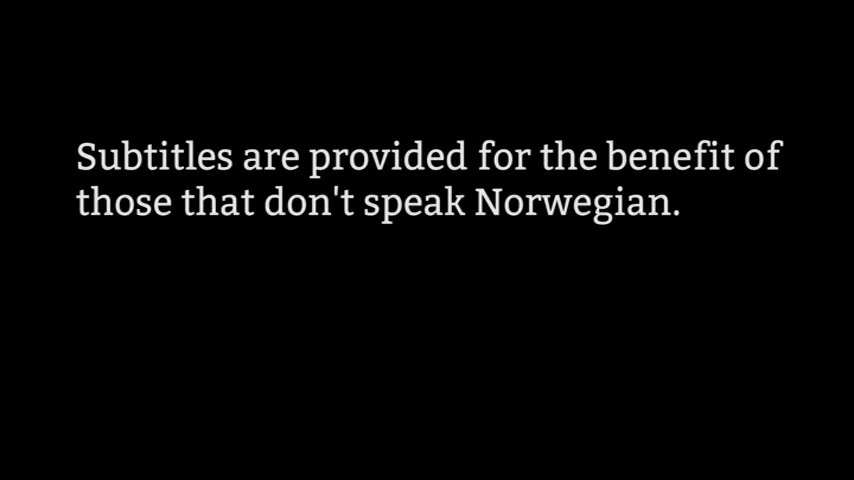 Subtitles are provided for the benefit of
those that don't speak Norwegian.